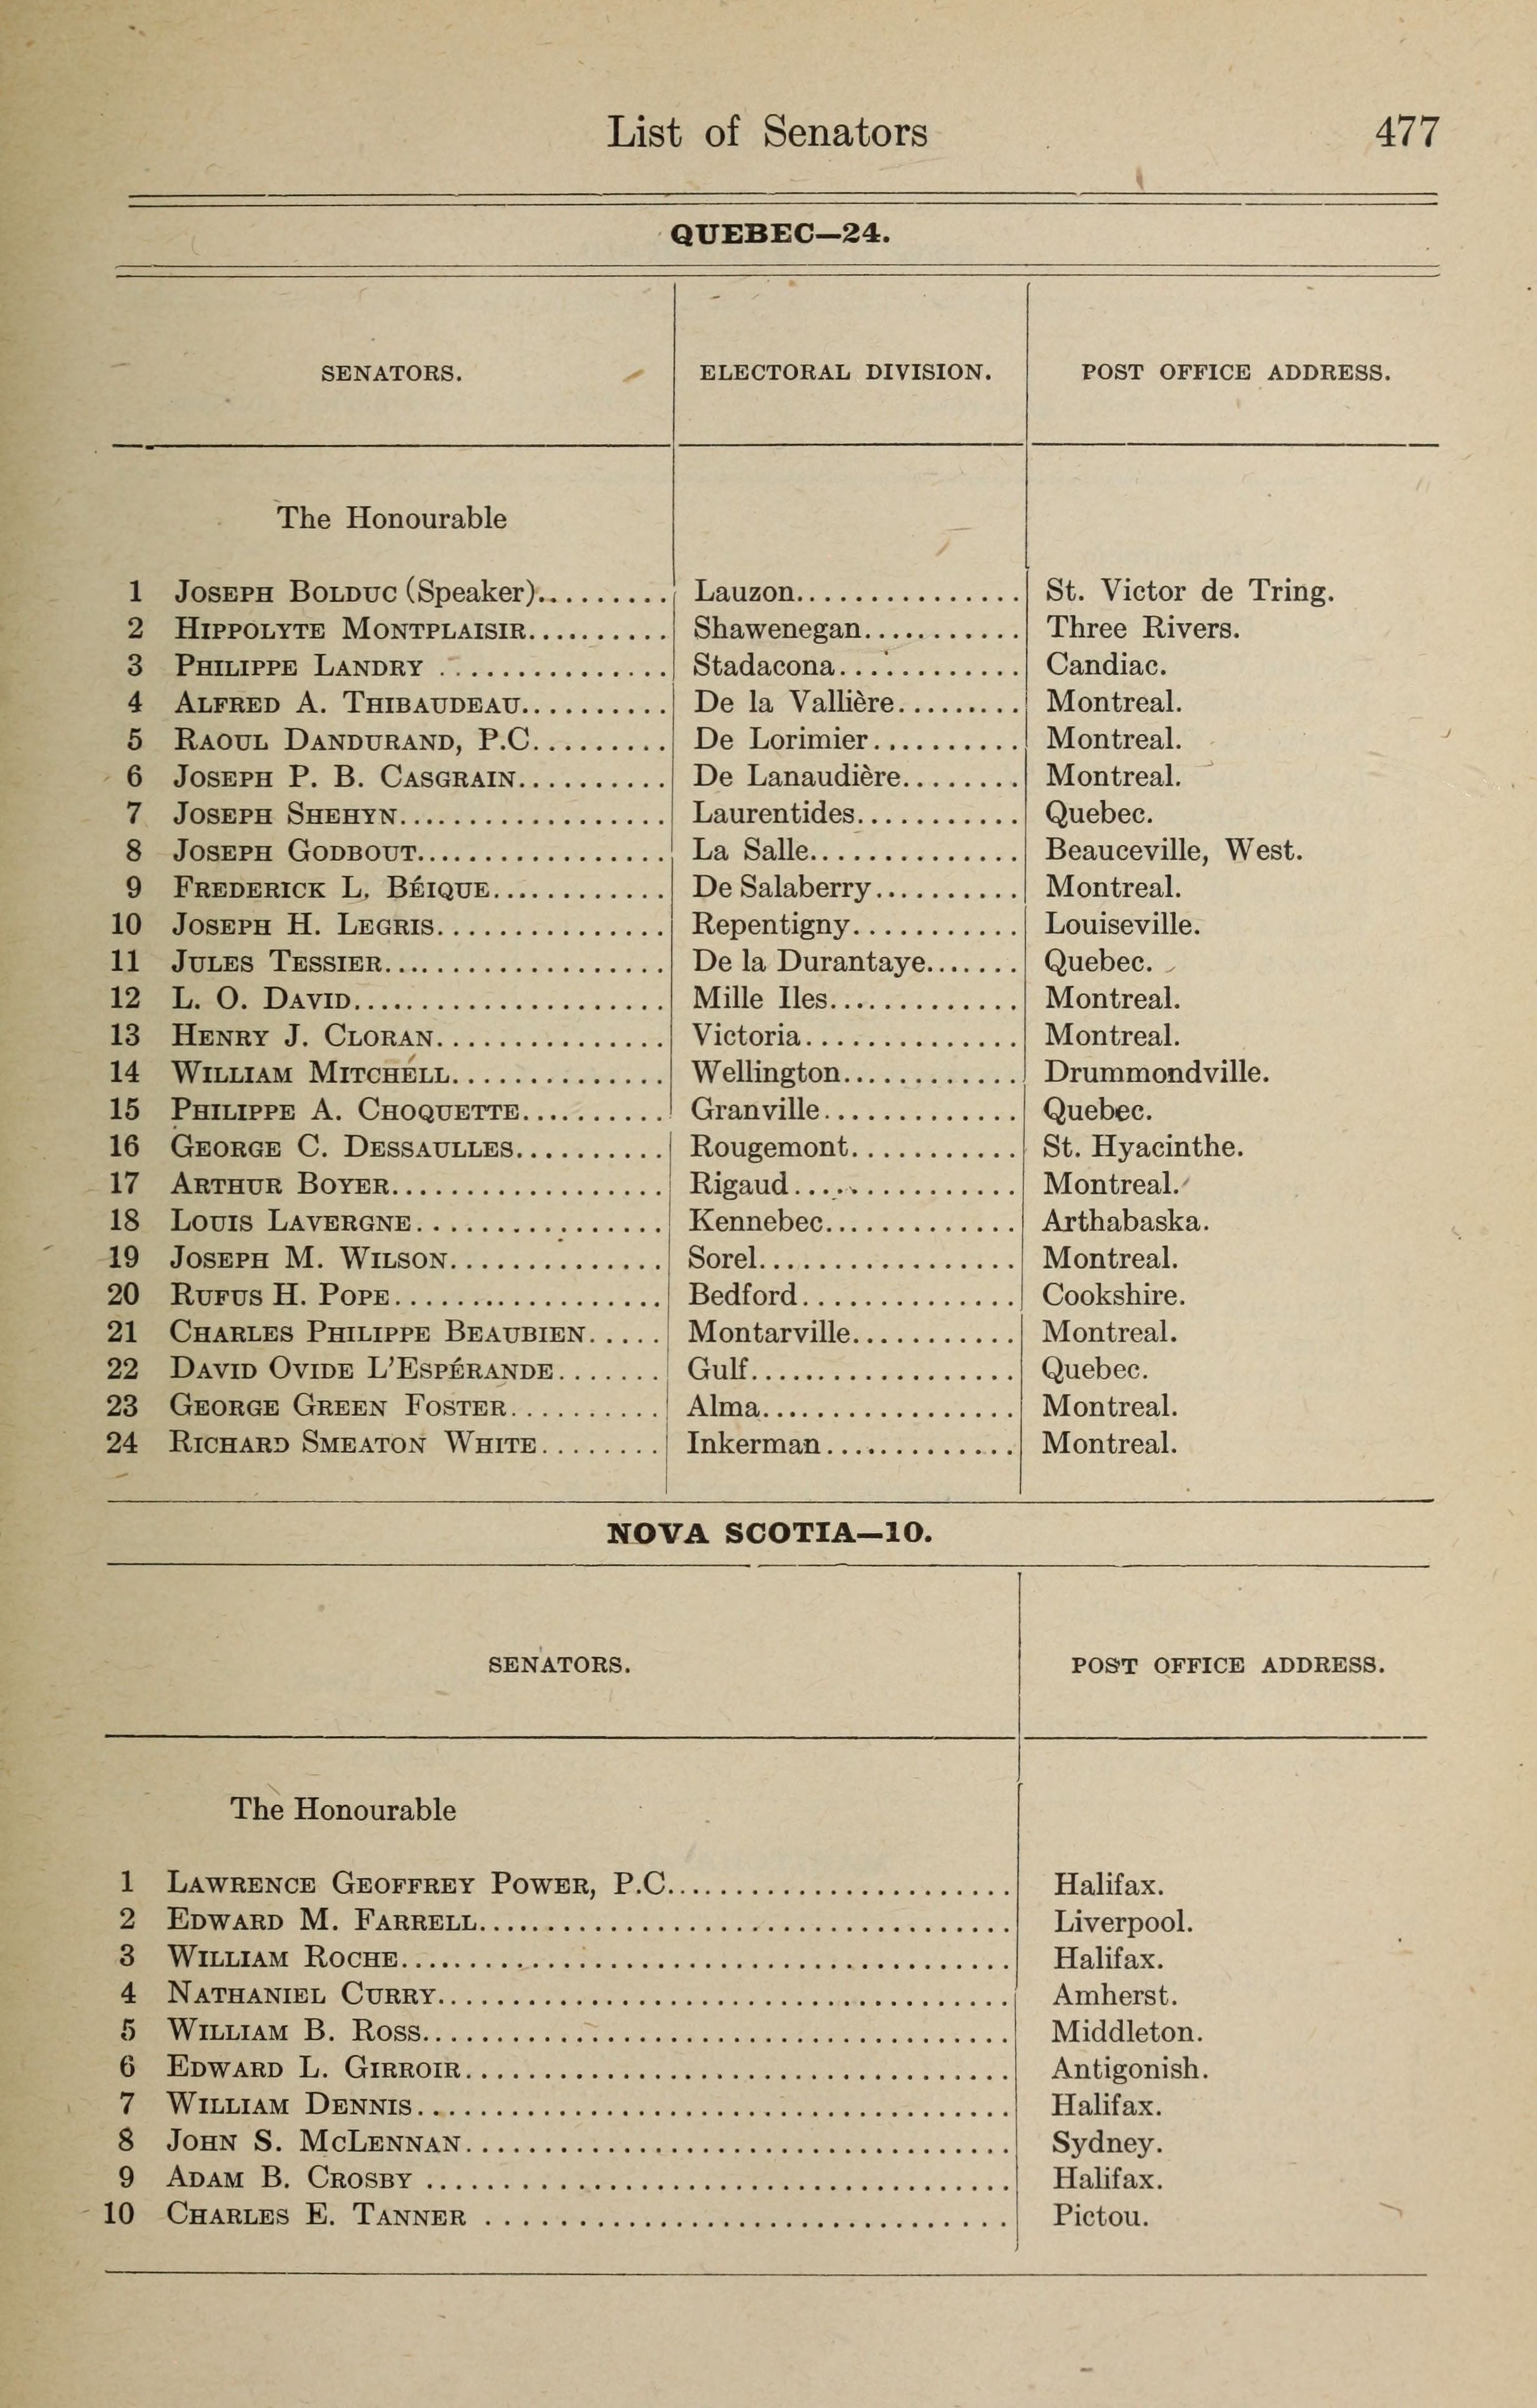 List of Senators 477
QUEBEC—24.
SENATORS. ELECTORAL DIVISION. POST OFFICE ADDRESS.
The Honourable
1 JOSEPH BOLDUC (Speaker).......... Lauzon................ St. Victor de Tring.
2 HIPPOLYTE MONTPLAISIR........... Shawenegan............ Three Rivers.
3 PHILIPPE LANDRY ................ Stadacona.............. Candiac.
4 ALFRED A. THIBAUDEAU........... De la Vallière......... Montreal.
5 RAOUL DANDURAND, P.C.......... De Lorimier........... Montreal.
6 JOSEPH P. B. CASGRAIN........... De Lanaudière........ Montreal.
7 JOSEPH SHEHYN.................. Laurentides............ Quebec.
8 JOSEPH GODBOUT................. La Salle............... Beauceville, West.
9 FREDERICK L. BÉIQUE............. De Salaberry.......... Montreal.
10 JOSEPH H. LEGRIS............... Repentigny........... Louiseville.
11 JULES TESSIER................... De la Durantaye....... Quebec.
12 L. O. DAVID..................... Mille Iles............. Montreal.
13 HENRY J. CLORAN............... Victoria............... Montreal.
14 WILLIAM MITCHELL.............. Wellington............ Drummondville.
15 PHILIPPE A. CHOQUETTE.......... Granville............. Quebec.
16 GEORGE C. DESSAULLES.......... Rougemont........... St. Hyacinthe.
17 ARTHUR BOYER.................. Rigaud................ Montreal.
18 LOUIS LAVERGNE................. Kennebec............. Arthabaska.
19 JOSEPH M. WILSON.............. Sorel................. Montreal.
20 RUFUS H. POPE.................. Bedford.............. Cookshire.
21 CHARLES PHILIPPE BEAUBIEN..... Montarville........... Montreal.
22 DAVID OVIDE L'ESPÉRANDE....... Gulf.................. Quebec.
23 GEORGE GREEN FOSTER........... Alma................. Montreal.
24 RICHARD SMEATON WHITE........ Inkerman............. Montreal.
NOVA SCOTIA—10.
SENATORS. POST OFFICE ADDRESS.
The Honourable
1 LAWRENCE GEOFFREY POWER, P.C....................... Halifax.
2 EDWARD M. FARRELL................................... Liverpool.
3 WILLIAM ROCHE........................................ Halifax.
4 NATHANIEL CURRY...................................... Amherst.
5 WILLIAM B. ROSS....................................... Middleton.
6 EDWARD L. GIRROIR.................................... Antigonish.
7 WILLIAM DENNIS....................................... Halifax.
8 JOHN S. MCLENNAN.................................... Sydney.
9 ADAM B. CROSBY ...................................... Halifax.
10 CHARLES E. TANNER .................................. Pictou.